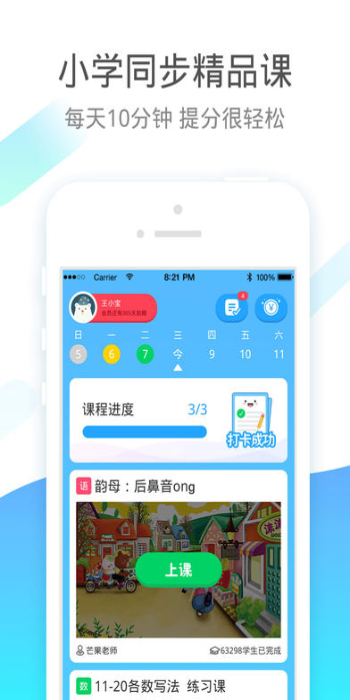 小学同步精品课
每天10分钟 提分很轻松
Carrier 8:21 PM 100%
王小宝
4
日 一 二 三 四 五 六
5 6 7 今 9 10 11
课程进度 3/3
打卡成功
语 韵母：后鼻音ong
上课
芒果老师 63298学生已完成
数 11-20各数写法 练习课